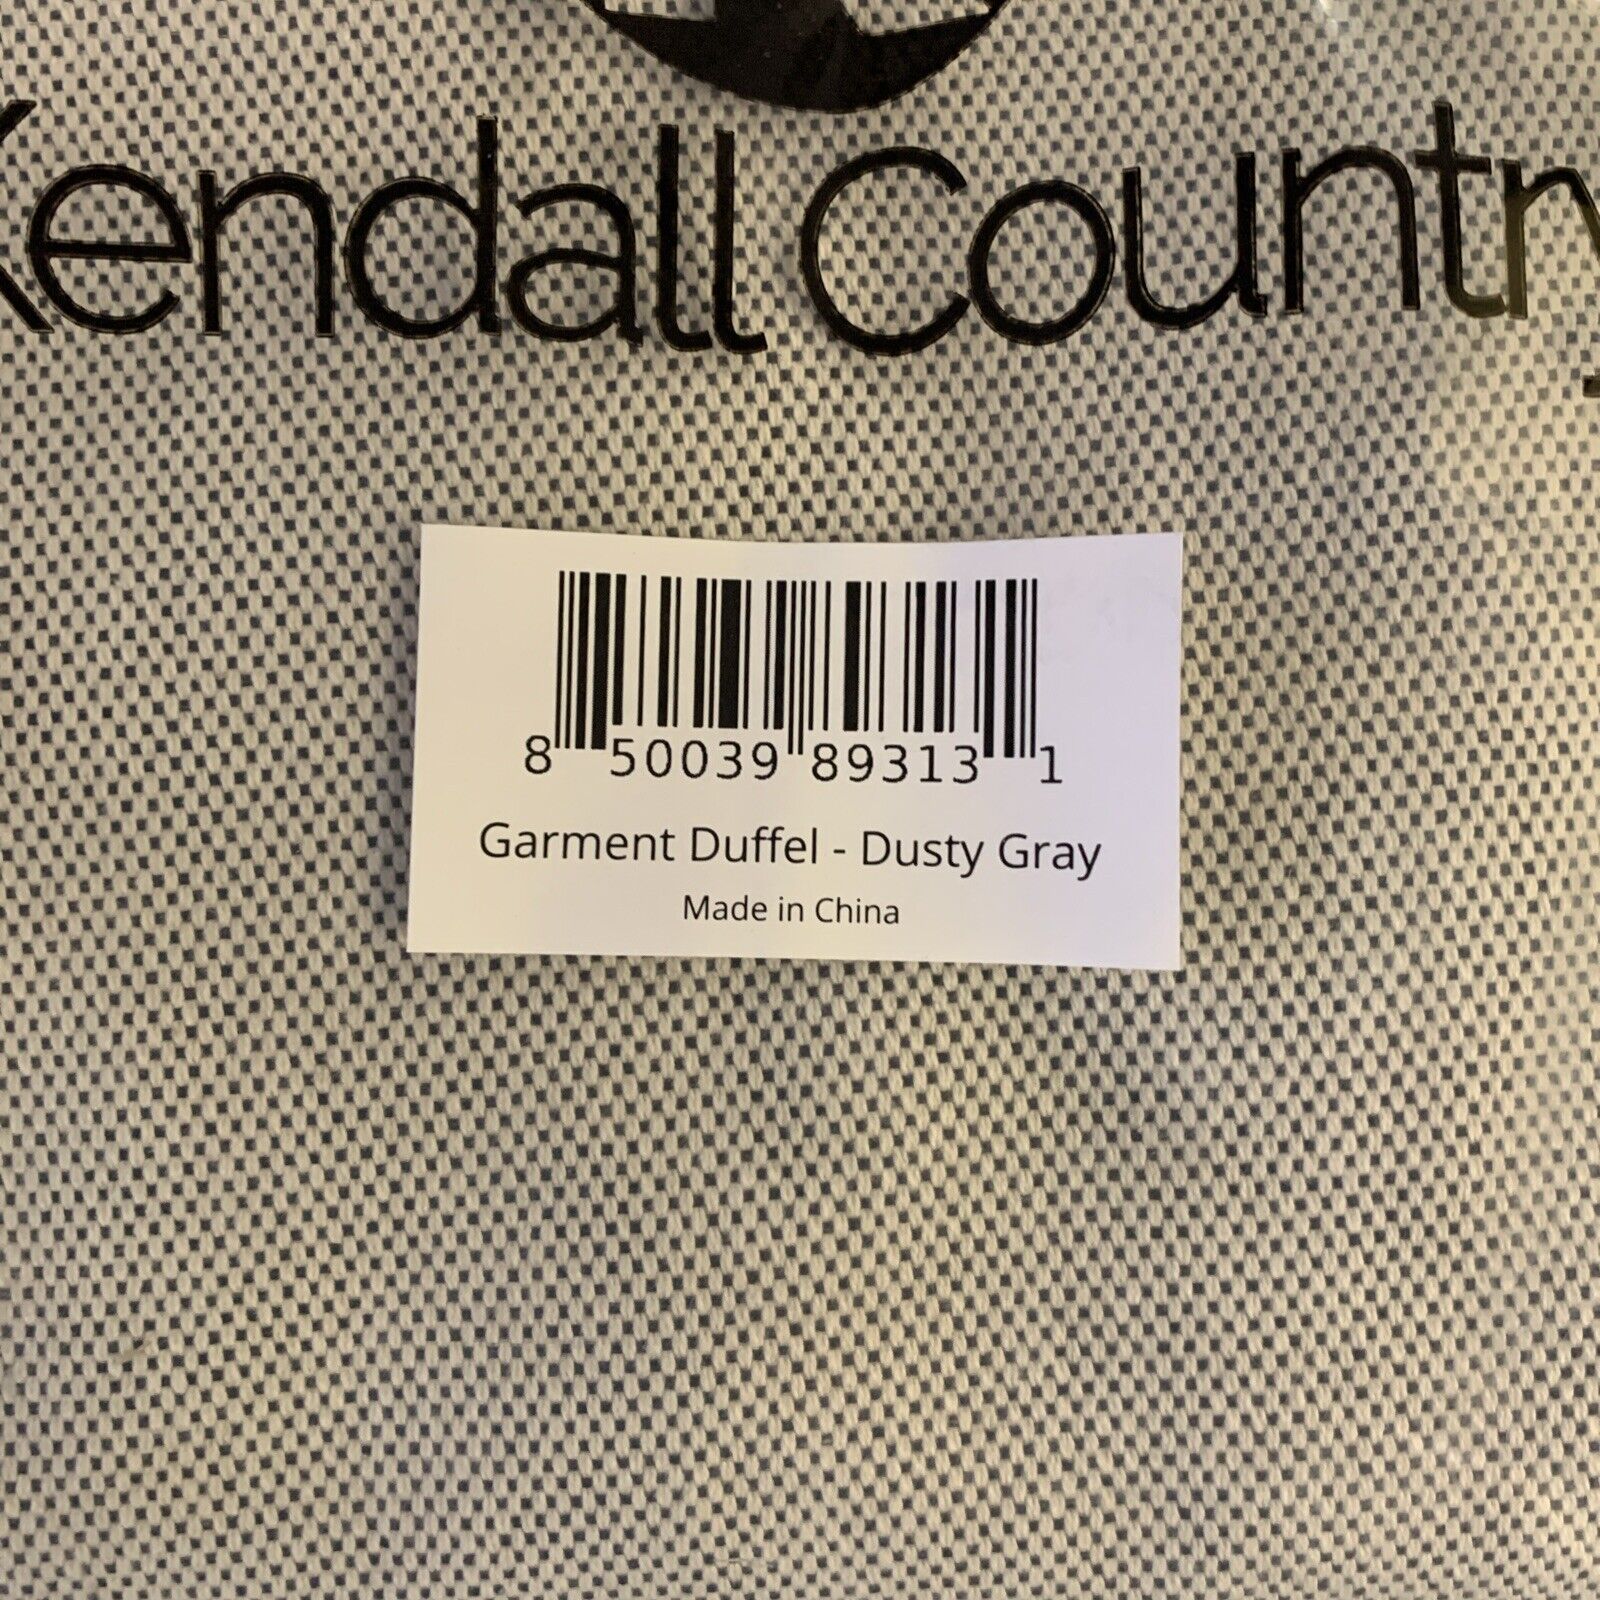 Kendall Country
8 50039 89313 1
Garment Duffel - Dusty Gray
Made in China